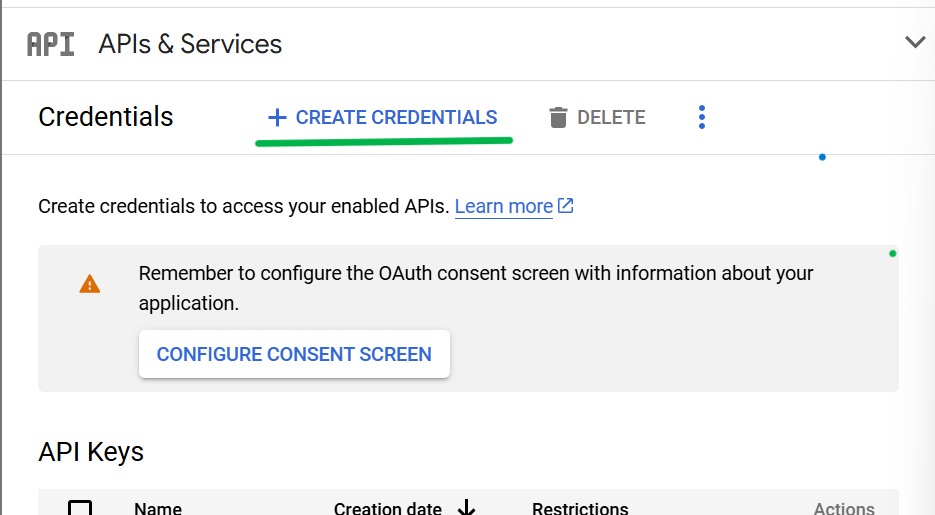 API APIs & Services
Credentials + CREATE CREDENTIALS DELETE
Create credentials to access your enabled APIs. Learn more
Remember to configure the OAuth consent screen with information about your
application.
CONFIGURE CONSENT SCREEN
API Keys
Name Creation date Restrictions Actions